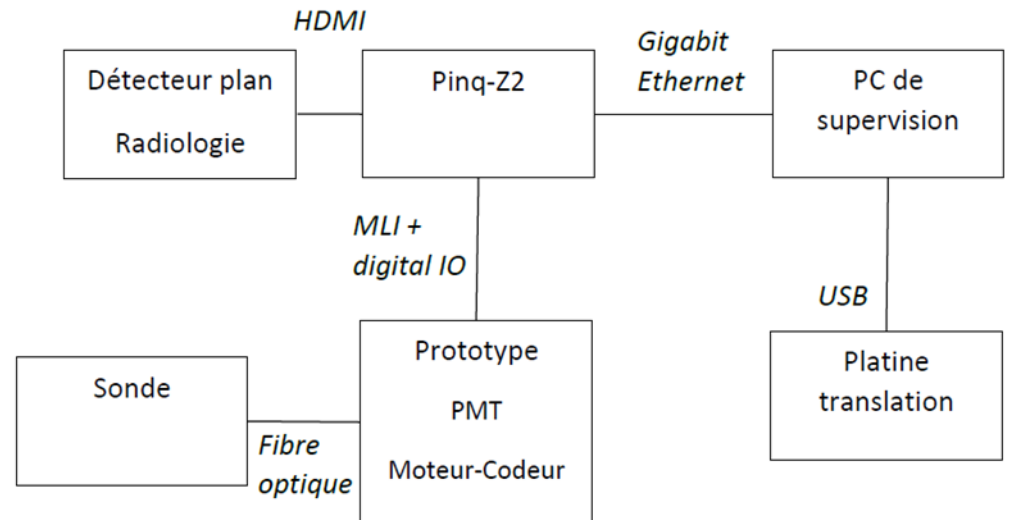 HDMI
Gigabit
Ethernet
Détecteur plan
Radiologie
Pinq-Z2
PC de
supervision
MLI +
digital IO
USB
Prototype
PMT
Moteur-Codeur
Platine
translation
Sonde
Fibre
optique